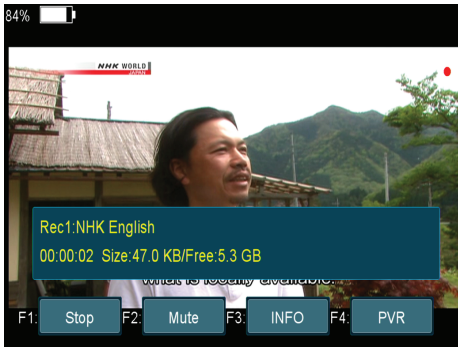 84%
NHK WORLD
JAPAN
Rec1:NHK English
00:00:02 Size:47.0 KB/Free:5.3 GB
what is locally available.
F1: Stop F2: Mute F3: INFO F4: PVR